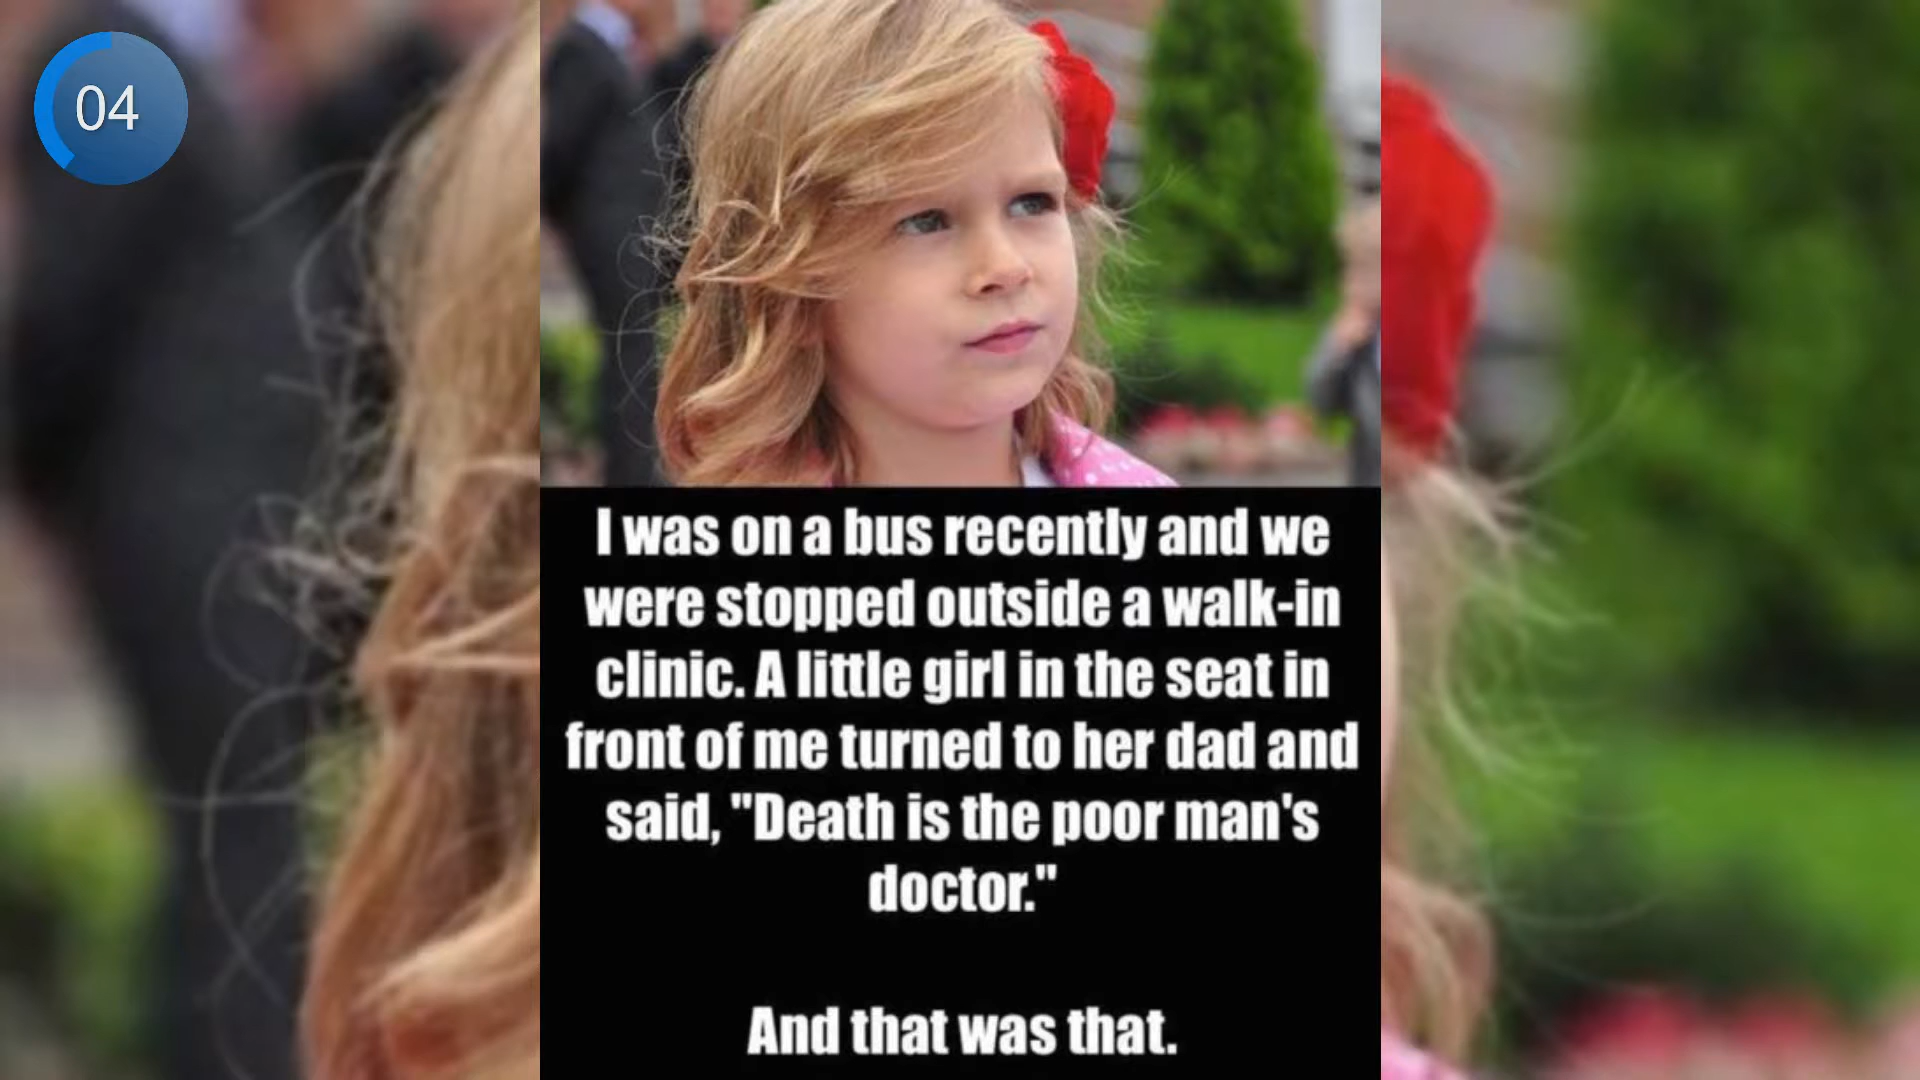 04
I was on a bus recently and we
were stopped outside a walk-in
clinic. A little girl in the seat in
front of me turned to her dad and
said, "Death is the poor man's
doctor."
And that was that.